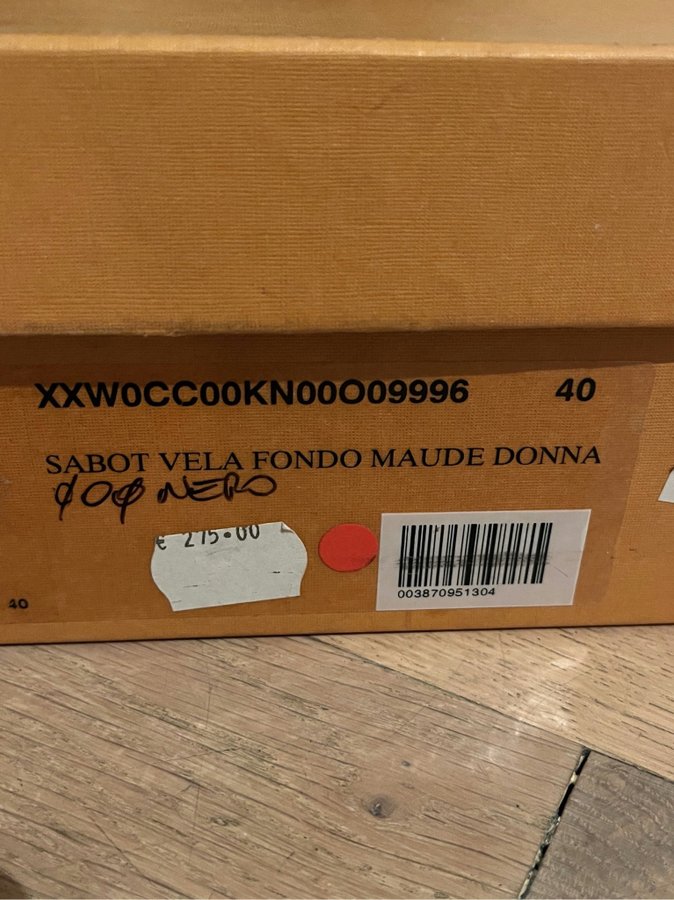 XXW0CC00KN00O09996 40
SABOT VELA FONDO MAUDE DONNA
NERO
€ 275.00
003870951304
40